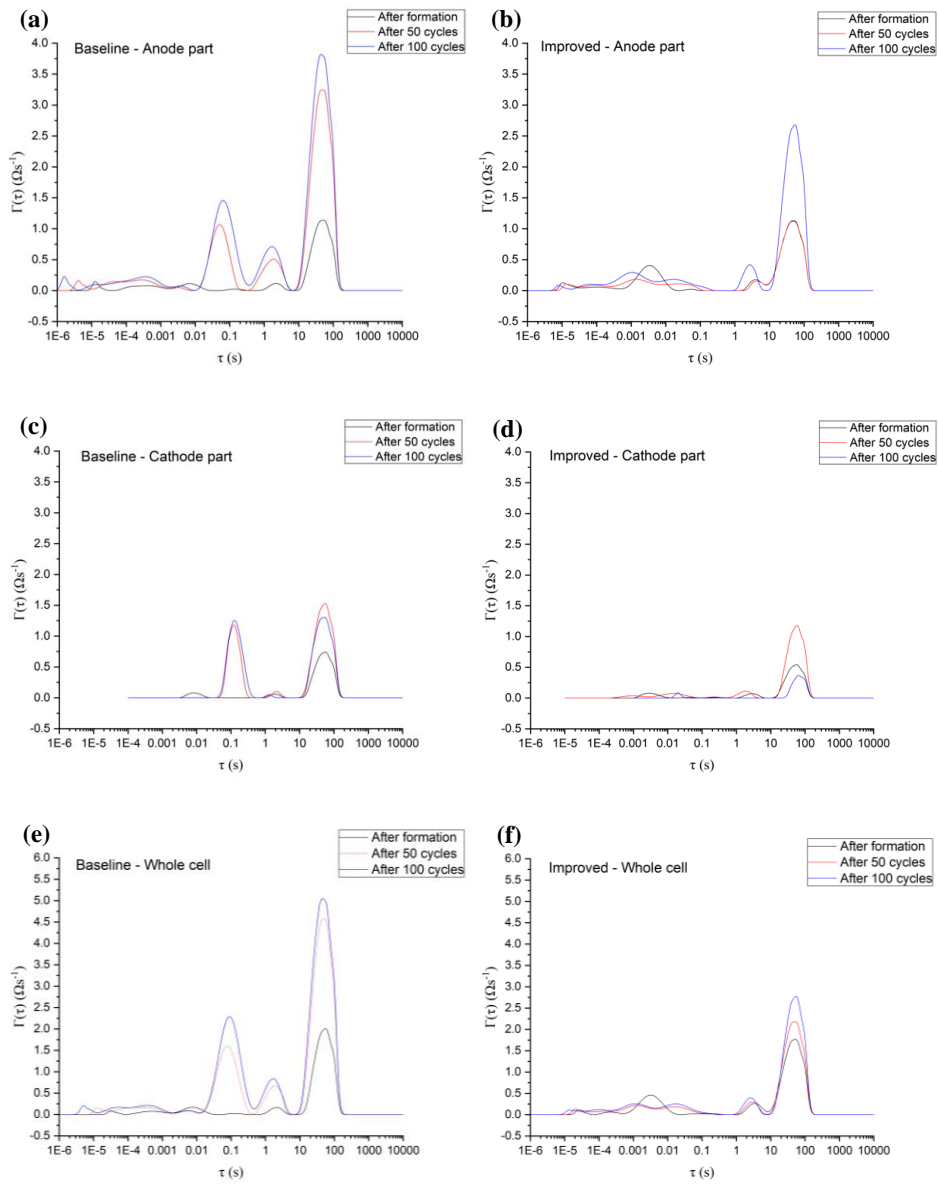 (a)
After formation
After 50 cycles
After 100 cycles
Baseline - Anode part
4.0
3.5
3.0
2.5
2.0
1.5
1.0
0.5
0.0
-0.5
Γ(τ) (Ωs⁻¹)
1E-6 1E-5 1E-4 0.001 0.01 0.1 1 10 100 1000 10000
τ (s)
(b)
After formation
After 50 cycles
After 100 cycles
Improved - Anode part
4.0
3.5
3.0
2.5
2.0
1.5
1.0
0.5
0.0
-0.5
Γ(τ) (Ωs⁻¹)
1E-6 1E-5 1E-4 0.001 0.01 0.1 1 10 100 1000 10000
τ (s)
(c)
After formation
After 50 cycles
After 100 cycles
Baseline - Cathode part
4.0
3.5
3.0
2.5
2.0
1.5
1.0
0.5
0.0
-0.5
Γ(τ) (Ωs⁻¹)
1E-6 1E-5 1E-4 0.001 0.01 0.1 1 10 100 1000 10000
τ (s)
(d)
After formation
After 50 cycles
After 100 cycles
Improved - Cathode part
4.0
3.5
3.0
2.5
2.0
1.5
1.0
0.5
0.0
-0.5
Γ(τ) (Ωs⁻¹)
1E-6 1E-5 1E-4 0.001 0.01 0.1 1 10 100 1000 10000
τ (s)
(e)
After formation
After 50 cycles
After 100 cycles
Baseline - Whole cell
6.0
5.5
5.0
4.5
4.0
3.5
3.0
2.5
2.0
1.5
1.0
0.5
0.0
-0.5
Γ(τ) (Ωs⁻¹)
1E-6 1E-5 1E-4 0.001 0.01 0.1 1 10 100 1000 10000
τ (s)
(f)
After formation
After 50 cycles
After 100 cycles
Improved - Whole cell
6.0
5.5
5.0
4.5
4.0
3.5
3.0
2.5
2.0
1.5
1.0
0.5
0.0
-0.5
Γ(τ) (Ωs⁻¹)
1E-6 1E-5 1E-4 0.001 0.01 0.1 1 10 100 1000 10000
τ (s)